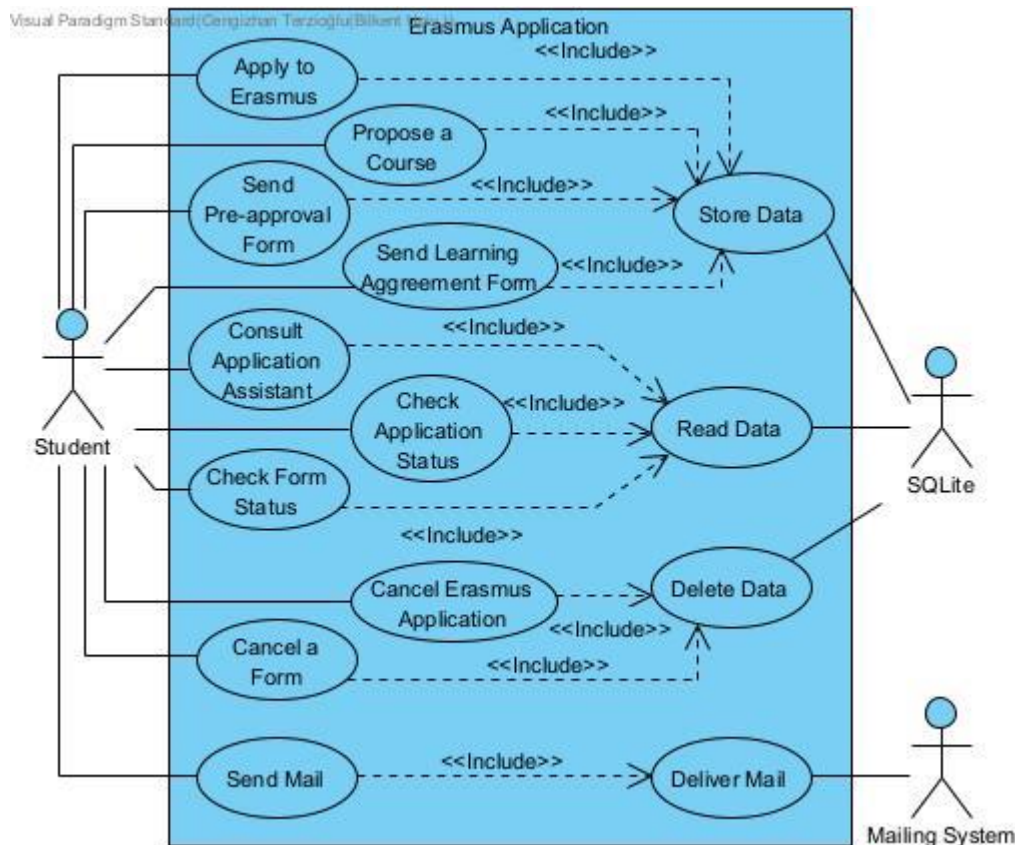 Visual Paradigm Standard(Cengizhan Terzioğlu(Bilkent
Erasmus Application
<<Include>>
Apply to
Erasmus
<<Include>>
Propose a
Course
<<Include>>
Send
Pre-approval
Form
Store Data
Send Learning
Aggreement Form
<<Include>>
Consult
Application
Assistant
<<Include>>
Check
Application
Status
<<Include>>
Read Data
Student
Check Form
Status
SQLite
<<Include>>
Cancel Erasmus
Application
Delete Data
<<Include>>
Cancel a
Form
<<Include>>
Send Mail
<<Include>>
Deliver Mail
Mailing System